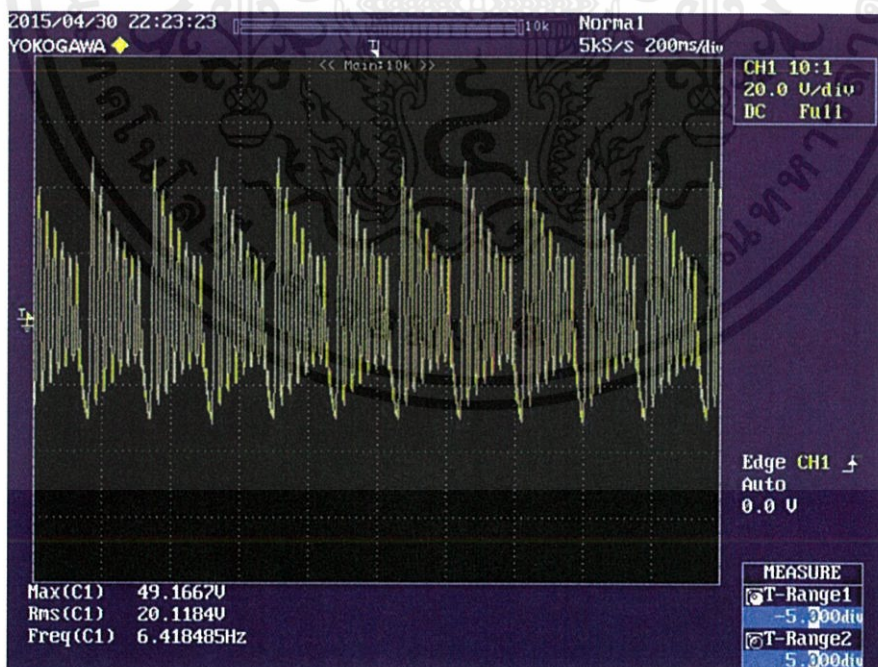 2015/04/30 22:23:23
10k
Normal
YOKOGAWA
5kS/s 200ms/div
<< Main:10k >>
CH1 10:1
20.0 V/div
DC Full
Edge CH1
Auto
0.0 V
Max(C1) 49.1667V
Rms(C1) 20.1184V
Freq(C1) 6.418485Hz
MEASURE
T-Range1
-5.000div
T-Range2
5.000div